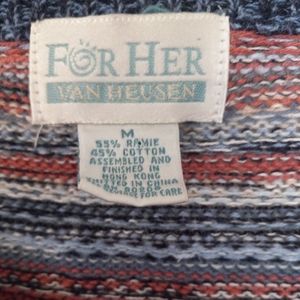 FOR HER
VAN HEUSEN
M
55% RAMIE
45% COTTON
ASSEMBLED AND
FINISHED IN
HONG KONG
KNITTED IN CHINA
FOR CARE